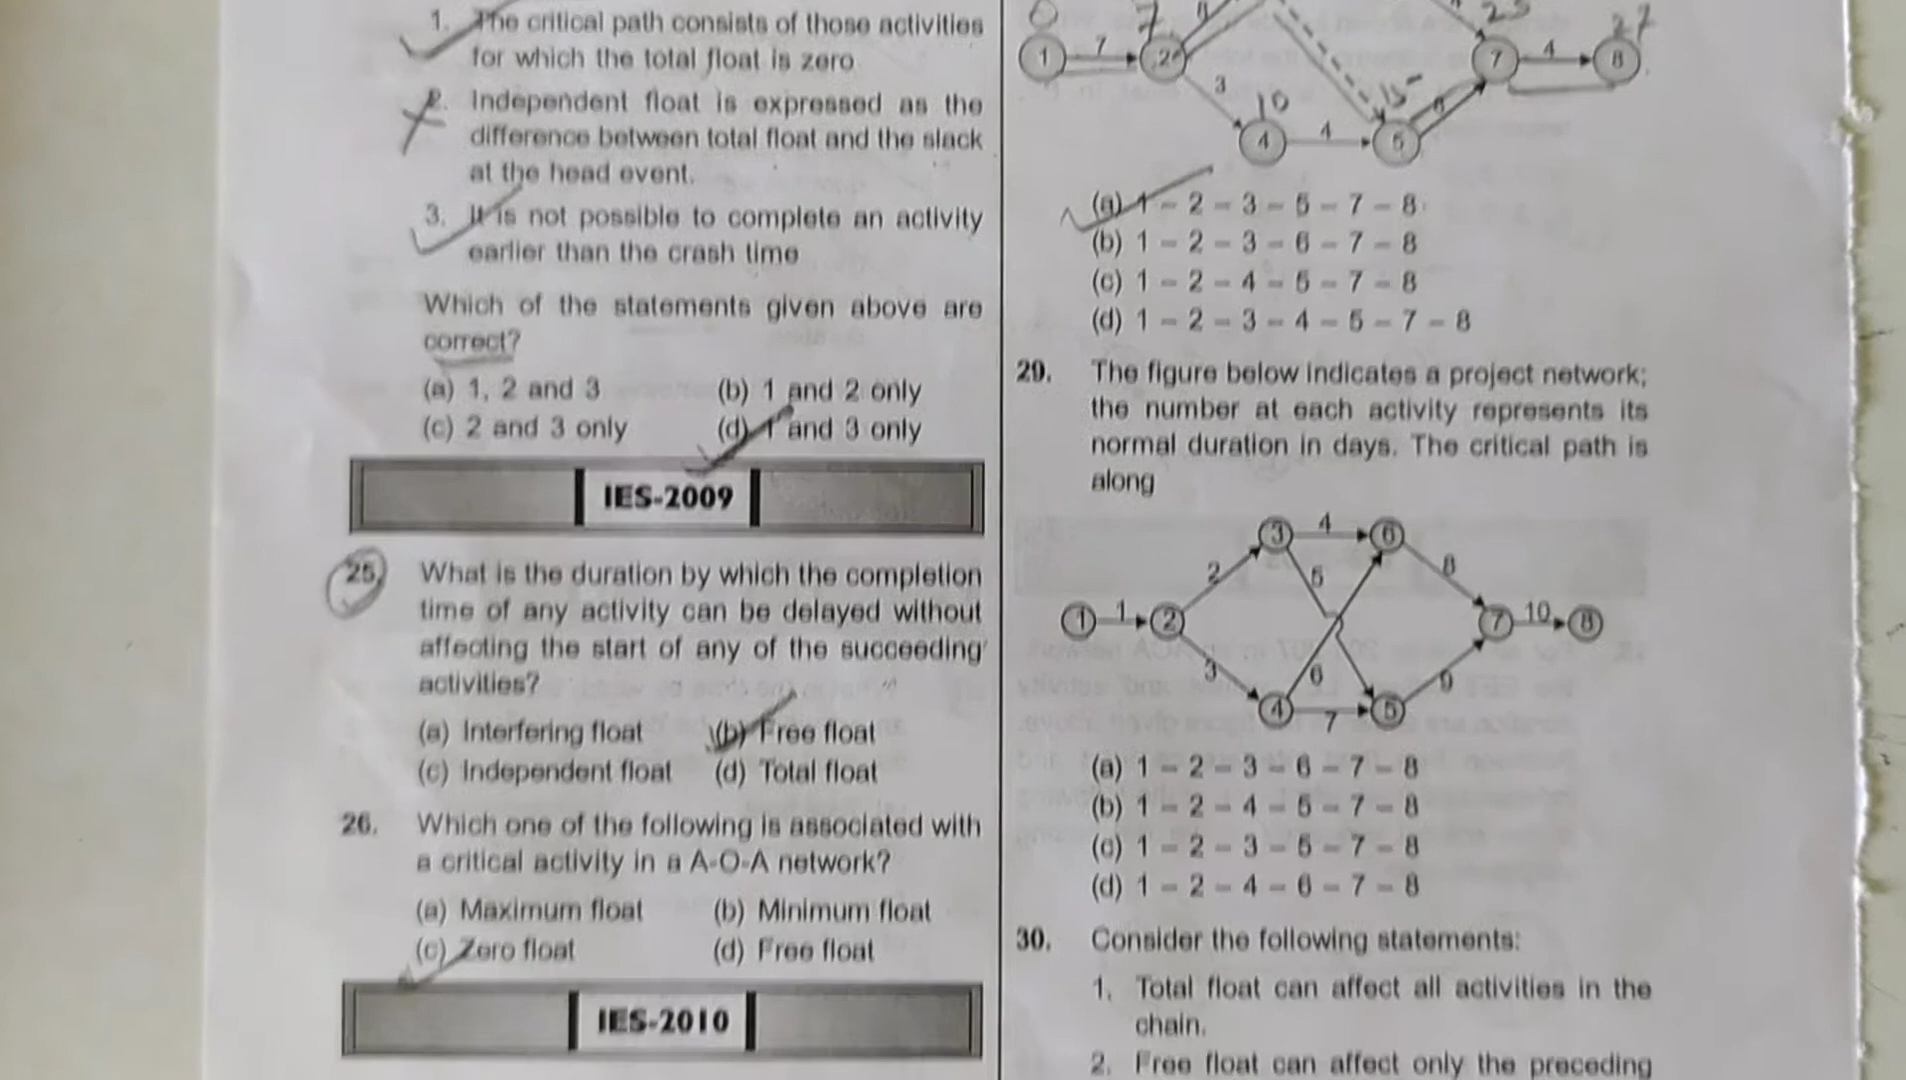 1. The critical path consists of those activities
for which the total float is zero
2. Independent float is expressed as the
difference between total float and the slack
at the head event.
3. It is not possible to complete an activity
earlier than the crash time
Which of the statements given above are
correct?
(a) 1, 2 and 3 (b) 1 and 2 only
(c) 2 and 3 only (d) 1 and 3 only
IES-2009
25. What is the duration by which the completion
time of any activity can be delayed without
affecting the start of any of the succeeding
activities?
(a) Interfering float (b) Free float
(c) Independent float (d) Total float
26. Which one of the following is associated with
a critical activity in a A-O-A network?
(a) Maximum float (b) Minimum float
(c) Zero float (d) Free float
IES-2010
0 7 27
1 7 2 7 4 8
3 10 15
4 4 5
(a) 1 – 2 – 3 – 5 – 7 – 8
(b) 1 – 2 – 3 – 6 – 7 – 8
(c) 1 – 2 – 4 – 5 – 7 – 8
(d) 1 – 2 – 3 – 4 – 5 – 7 – 8
29. The figure below indicates a project network;
the number at each activity represents its
normal duration in days. The critical path is
along
3 4 6
2 5 8
1 1 2 7 10 8
3 6 9
4 7 5
(a) 1 – 2 – 3 – 6 – 7 – 8
(b) 1 – 2 – 4 – 5 – 7 – 8
(c) 1 – 2 – 3 – 5 – 7 – 8
(d) 1 – 2 – 4 – 6 – 7 – 8
30. Consider the following statements:
1. Total float can affect all activities in the
chain.
2. Free float can affect only the preceding